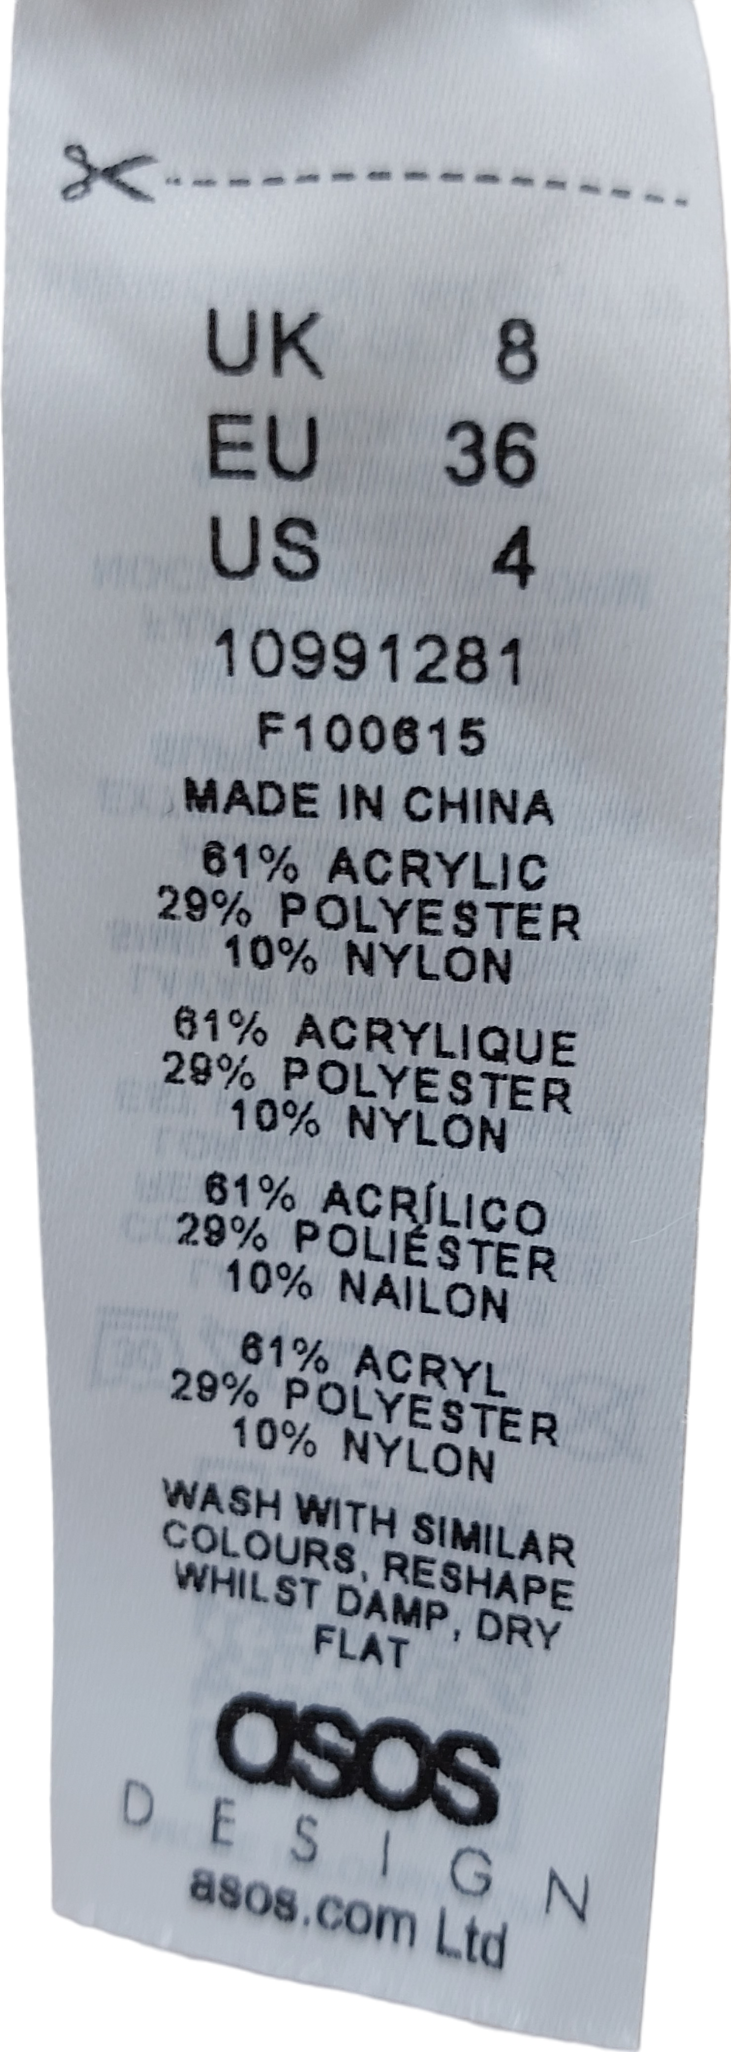 UK 8
EU 36
US 4
10991281
F100615
MADE IN CHINA
61% ACRYLIC
29% POLYESTER
10% NYLON
61% ACRYLIQUE
29% POLYESTER
10% NYLON
61% ACRÍLICO
29% POLIÉSTER
10% NAILON
61% ACRYL
29% POLYESTER
10% NYLON
WASH WITH SIMILAR
COLOURS, RESHAPE
WHILST DAMP, DRY
FLAT
asos
DESIGN
asos.com Ltd